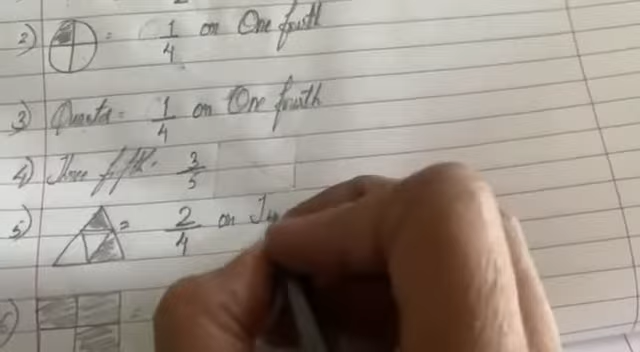 2) = 1/4 or One fourth
3) Quarter = 1/4 or One fourth
4) Three fifth = 3/5
5) = 2/4 or
6) =